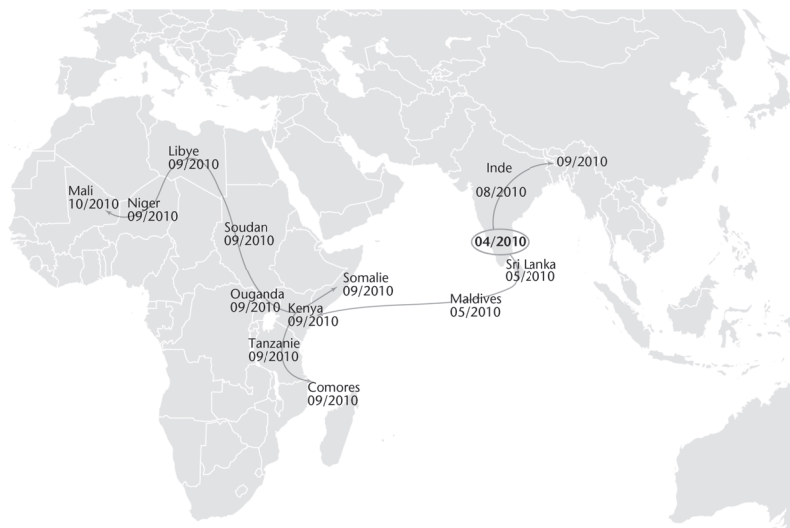 Libye
09/2010
Mali
10/2010
Niger
09/2010
Soudan
09/2010
Ouganda
09/2010
Kenya
09/2010
Somalie
09/2010
Tanzanie
09/2010
Comores
09/2010
Maldives
05/2010
Sri Lanka
05/2010
04/2010
Inde
08/2010
09/2010